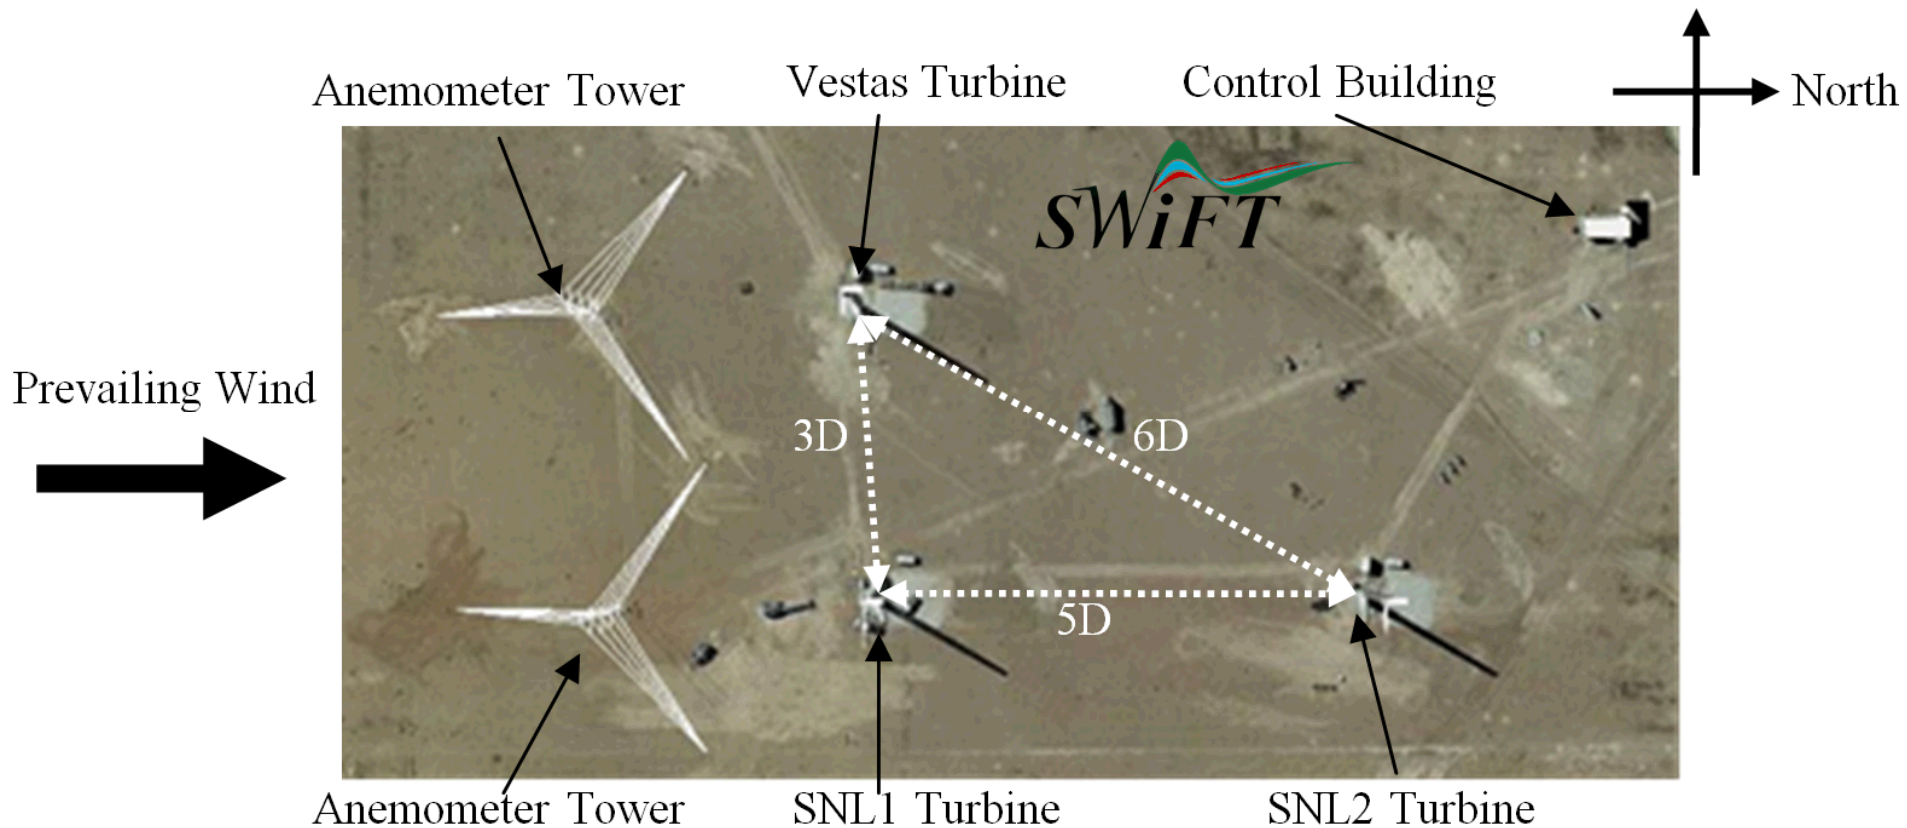 Anemometer Tower
Vestas Turbine
Control Building
North
SWiFT
Prevailing Wind
3D
6D
5D
Anemometer Tower
SNL1 Turbine
SNL2 Turbine